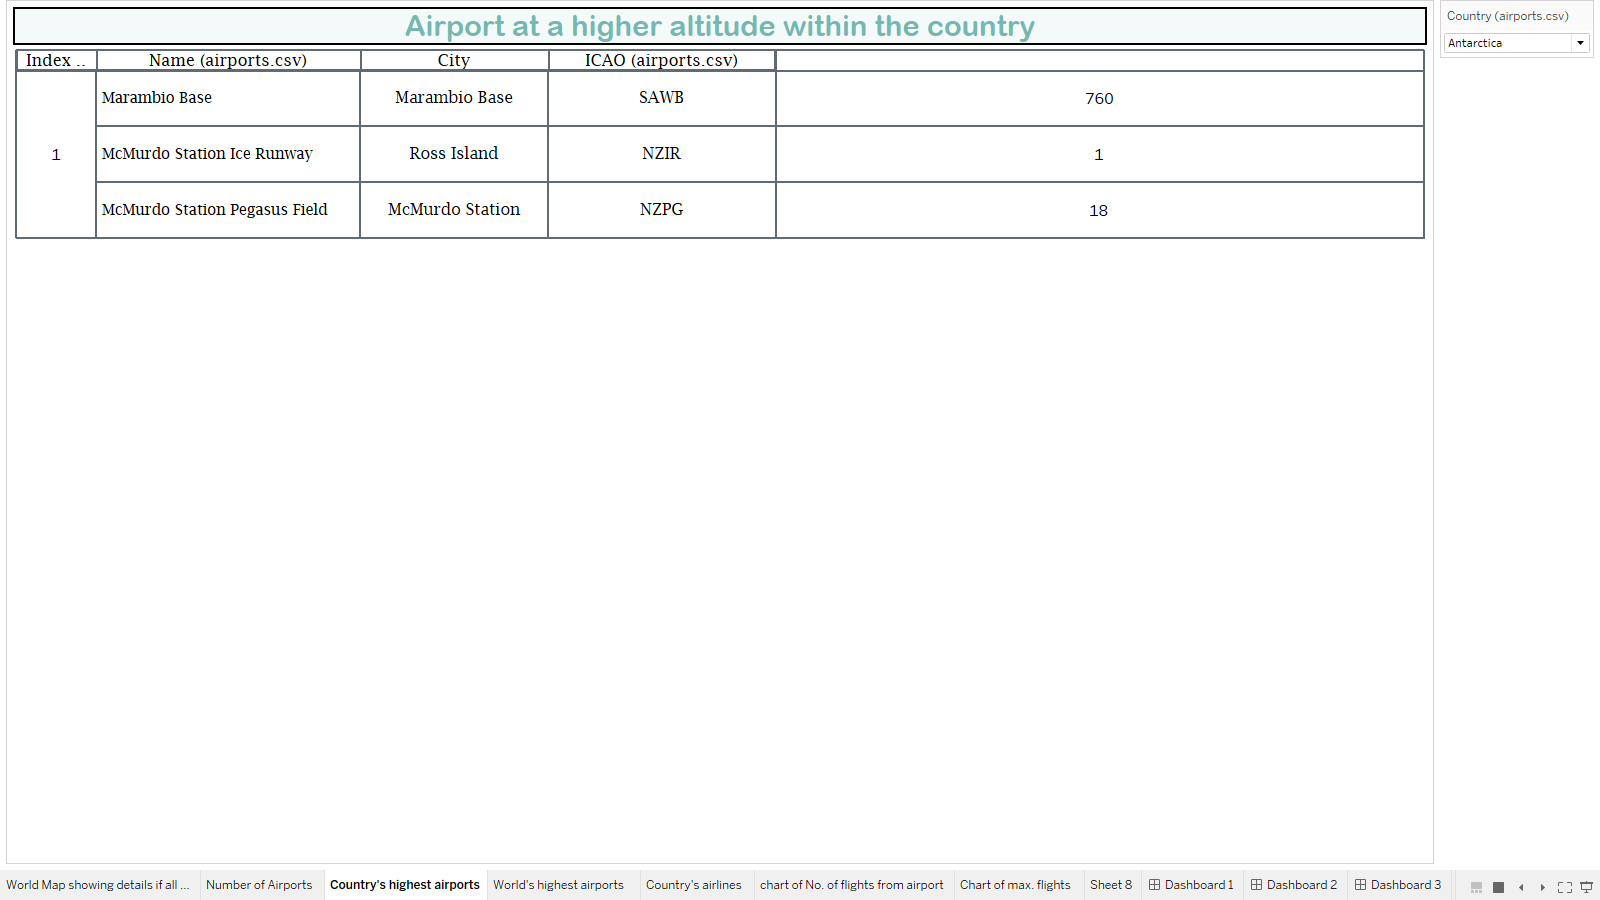 Airport at a higher altitude within the country
Country (airports.csv)
Antarctica
Index .. Name (airports.csv) City ICAO (airports.csv)
1
Marambio Base Marambio Base SAWB 760
McMurdo Station Ice Runway Ross Island NZIR 1
McMurdo Station Pegasus Field McMurdo Station NZPG 18
World Map showing details if all ... Number of Airports Country's highest airports World's highest airports Country's airlines chart of No. of flights from airport Chart of max. flights Sheet 8 Dashboard 1 Dashboard 2 Dashboard 3